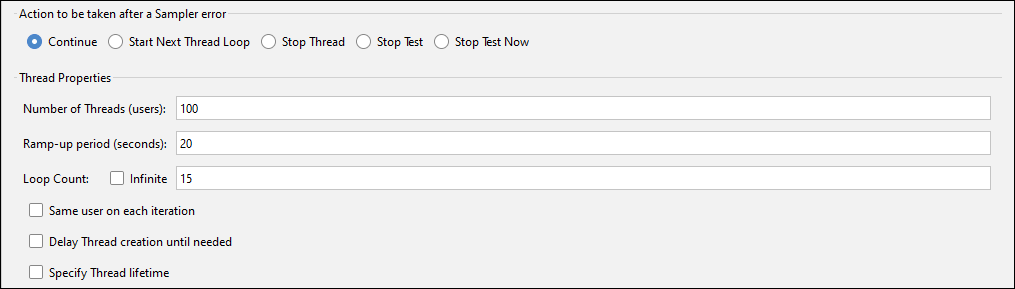 Action to be taken after a Sampler error
Continue Start Next Thread Loop Stop Thread Stop Test Stop Test Now
Thread Properties
Number of Threads (users): 100
Ramp-up period (seconds): 20
Loop Count: Infinite 15
Same user on each iteration
Delay Thread creation until needed
Specify Thread lifetime